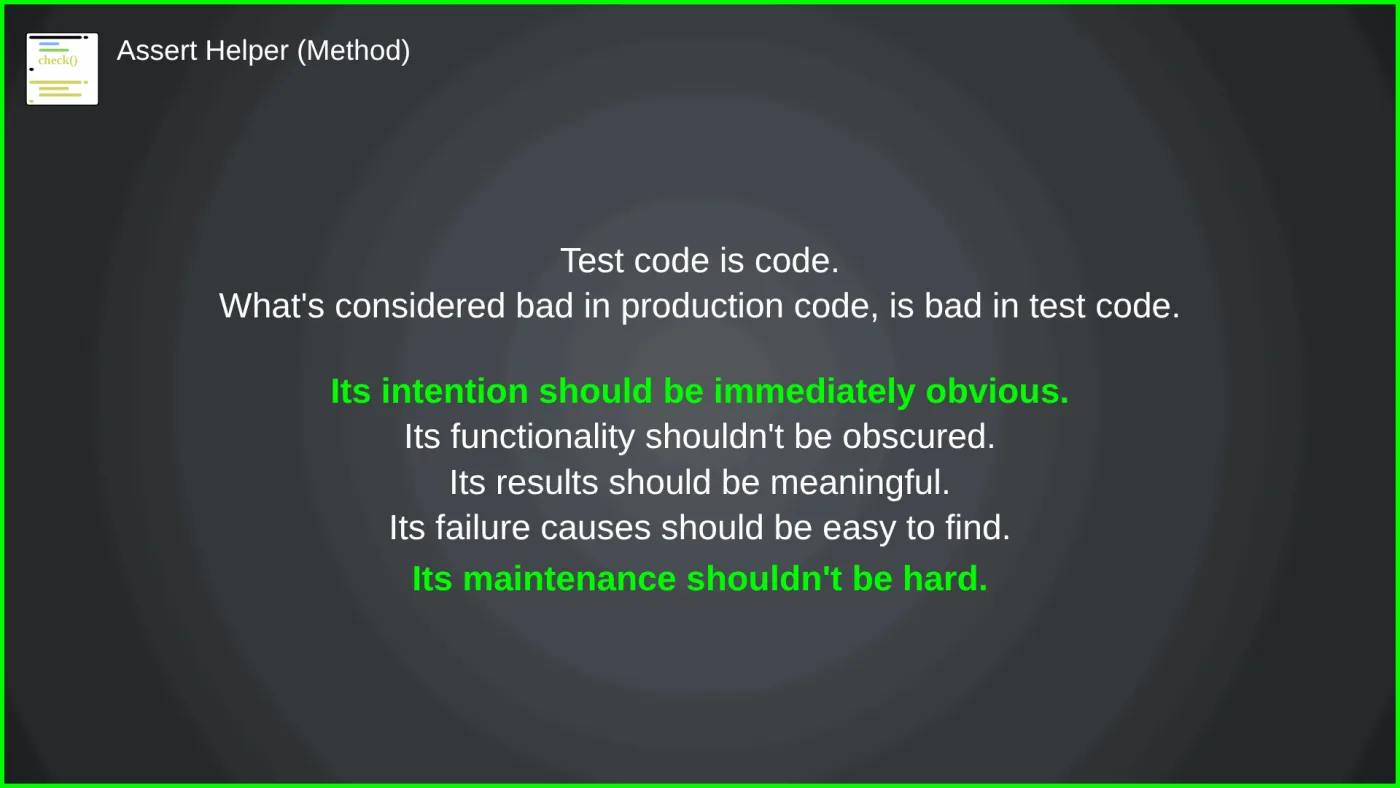 Assert Helper (Method)
check()
Test code is code.
What's considered bad in production code, is bad in test code.
Its intention should be immediately obvious.
Its functionality shouldn't be obscured.
Its results should be meaningful.
Its failure causes should be easy to find.
Its maintenance shouldn't be hard.